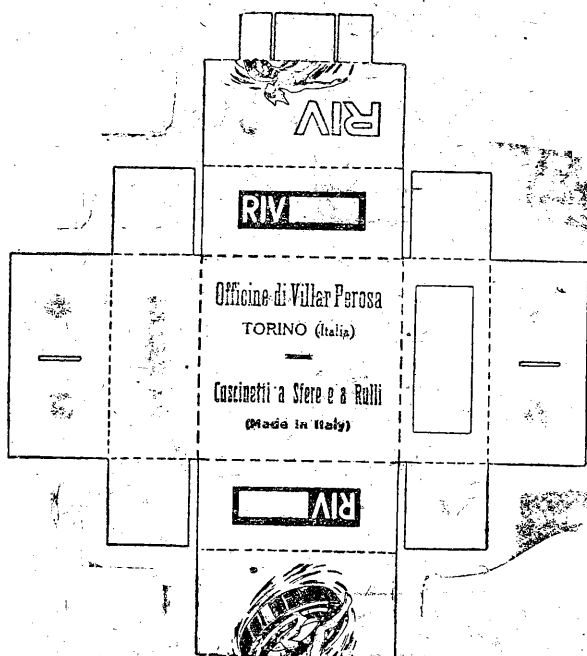 RIV
RIV
Officine di Villar Perosa
TORINO (Italia)
Cuscinetti a Sfere e a Rulli
(Made in Italy)
RIV